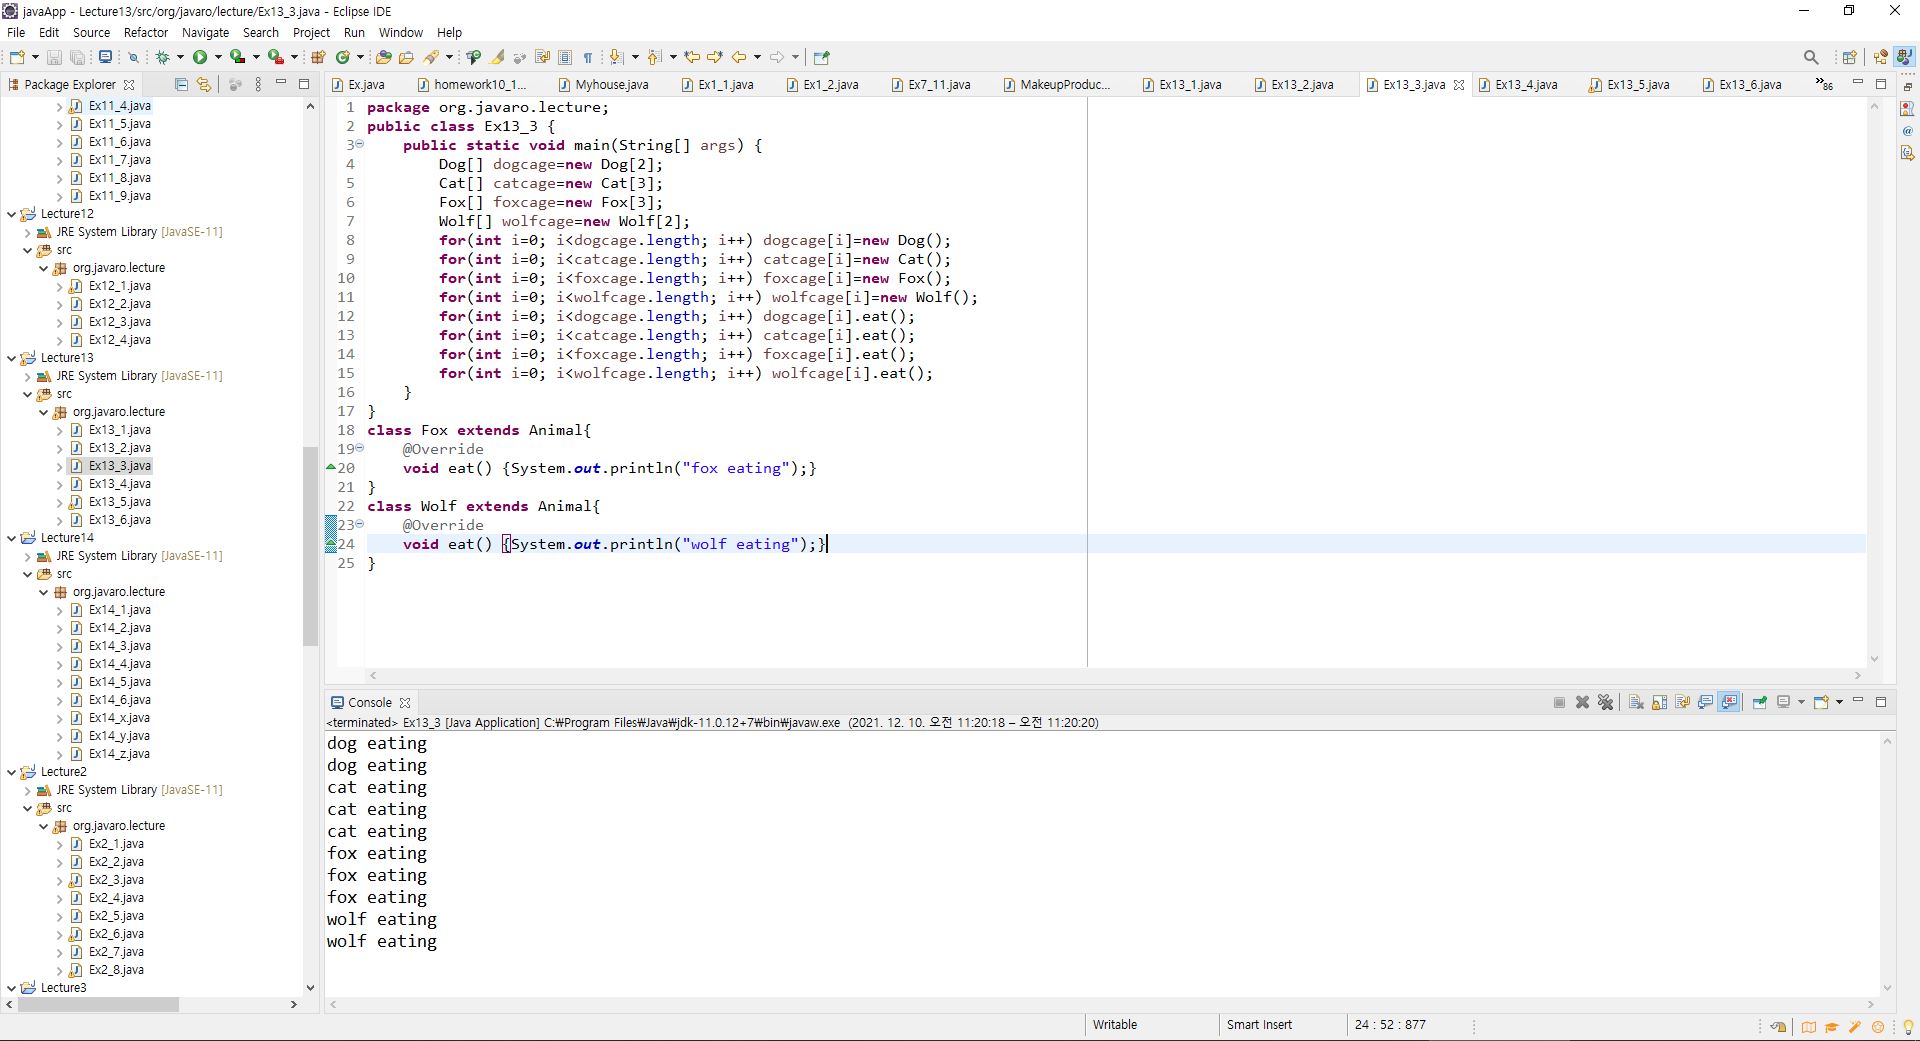 javaApp - Lecture13/src/org/javaro/lecture/Ex13_3.java - Eclipse IDE
File Edit Source Refactor Navigate Search Project Run Window Help
Package Explorer
Ex11_4.java
Ex11_5.java
Ex11_6.java
Ex11_7.java
Ex11_8.java
Ex11_9.java
Lecture12
JRE System Library [JavaSE-11]
src
org.javaro.lecture
Ex12_1.java
Ex12_2.java
Ex12_3.java
Ex12_4.java
Lecture13
JRE System Library [JavaSE-11]
src
org.javaro.lecture
Ex13_1.java
Ex13_2.java
Ex13_3.java
Ex13_4.java
Ex13_5.java
Ex13_6.java
Lecture14
JRE System Library [JavaSE-11]
src
org.javaro.lecture
Ex14_1.java
Ex14_2.java
Ex14_3.java
Ex14_4.java
Ex14_5.java
Ex14_6.java
Ex14_x.java
Ex14_y.java
Ex14_z.java
Lecture2
JRE System Library [JavaSE-11]
src
org.javaro.lecture
Ex2_1.java
Ex2_2.java
Ex2_3.java
Ex2_4.java
Ex2_5.java
Ex2_6.java
Ex2_7.java
Ex2_8.java
Lecture3
Ex.java homework10_1... Myhouse.java Ex1_1.java Ex1_2.java Ex7_11.java MakeupProduc... Ex13_1.java Ex13_2.java Ex13_3.java Ex13_4.java Ex13_5.java Ex13_6.java »86
1 package org.javaro.lecture;
2 public class Ex13_3 {
3 public static void main(String[] args) {
4 Dog[] dogcage=new Dog[2];
5 Cat[] catcage=new Cat[3];
6 Fox[] foxcage=new Fox[3];
7 Wolf[] wolfcage=new Wolf[2];
8 for(int i=0; i<dogcage.length; i++) dogcage[i]=new Dog();
9 for(int i=0; i<catcage.length; i++) catcage[i]=new Cat();
10 for(int i=0; i<foxcage.length; i++) foxcage[i]=new Fox();
11 for(int i=0; i<wolfcage.length; i++) wolfcage[i]=new Wolf();
12 for(int i=0; i<dogcage.length; i++) dogcage[i].eat();
13 for(int i=0; i<catcage.length; i++) catcage[i].eat();
14 for(int i=0; i<foxcage.length; i++) foxcage[i].eat();
15 for(int i=0; i<wolfcage.length; i++) wolfcage[i].eat();
16 }
17 }
18 class Fox extends Animal{
19 @Override
20 void eat() {System.out.println("fox eating");}
21 }
22 class Wolf extends Animal{
23 @Override
24 void eat() {System.out.println("wolf eating");}
25 }
Console
<terminated> Ex13_3 [Java Application] C:₩Program Files₩Java₩jdk-11.0.12+7₩bin₩javaw.exe (2021. 12. 10. 오전 11:20:18 – 오전 11:20:20)
dog eating
dog eating
cat eating
cat eating
cat eating
fox eating
fox eating
fox eating
wolf eating
wolf eating
Writable Smart Insert 24 : 52 : 877